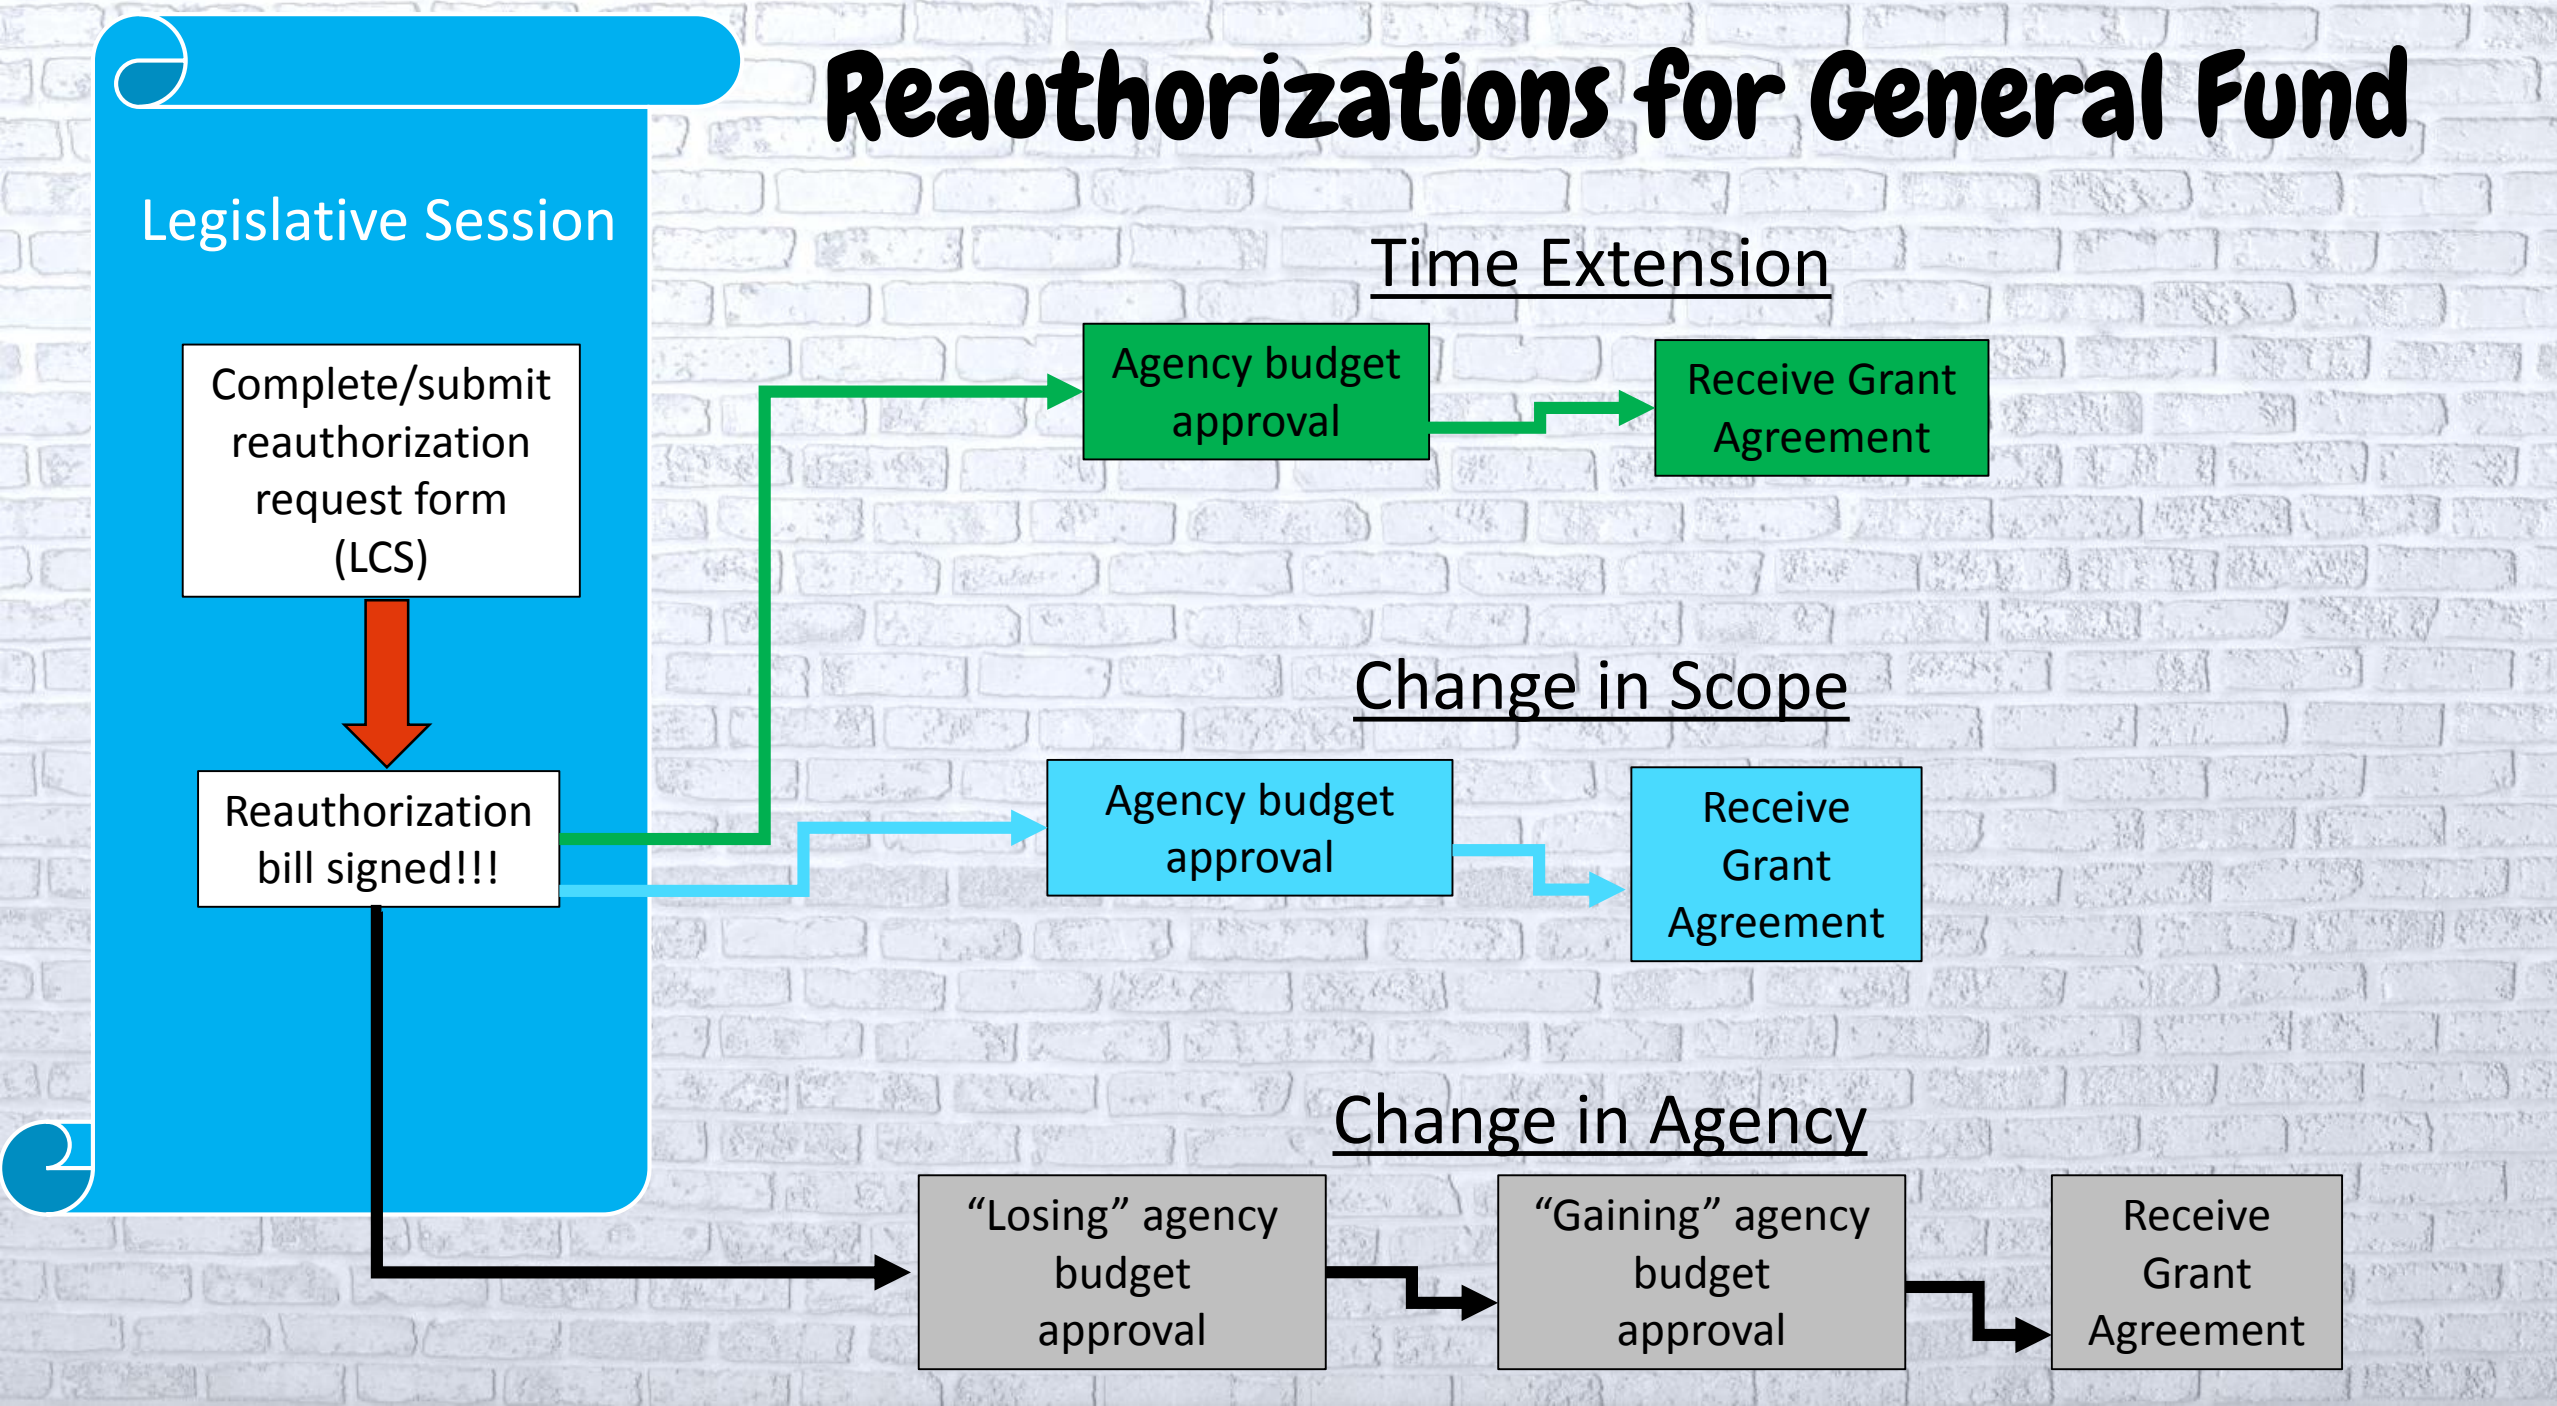 Reauthorizations for General Fund
Legislative Session
Complete/submit
reauthorization
request form
(LCS)
Reauthorization
bill signed!!!
Time Extension
Agency budget
approval
Receive Grant
Agreement
Change in Scope
Agency budget
approval
Receive
Grant
Agreement
Change in Agency
“Losing” agency
budget
approval
“Gaining” agency
budget
approval
Receive
Grant
Agreement